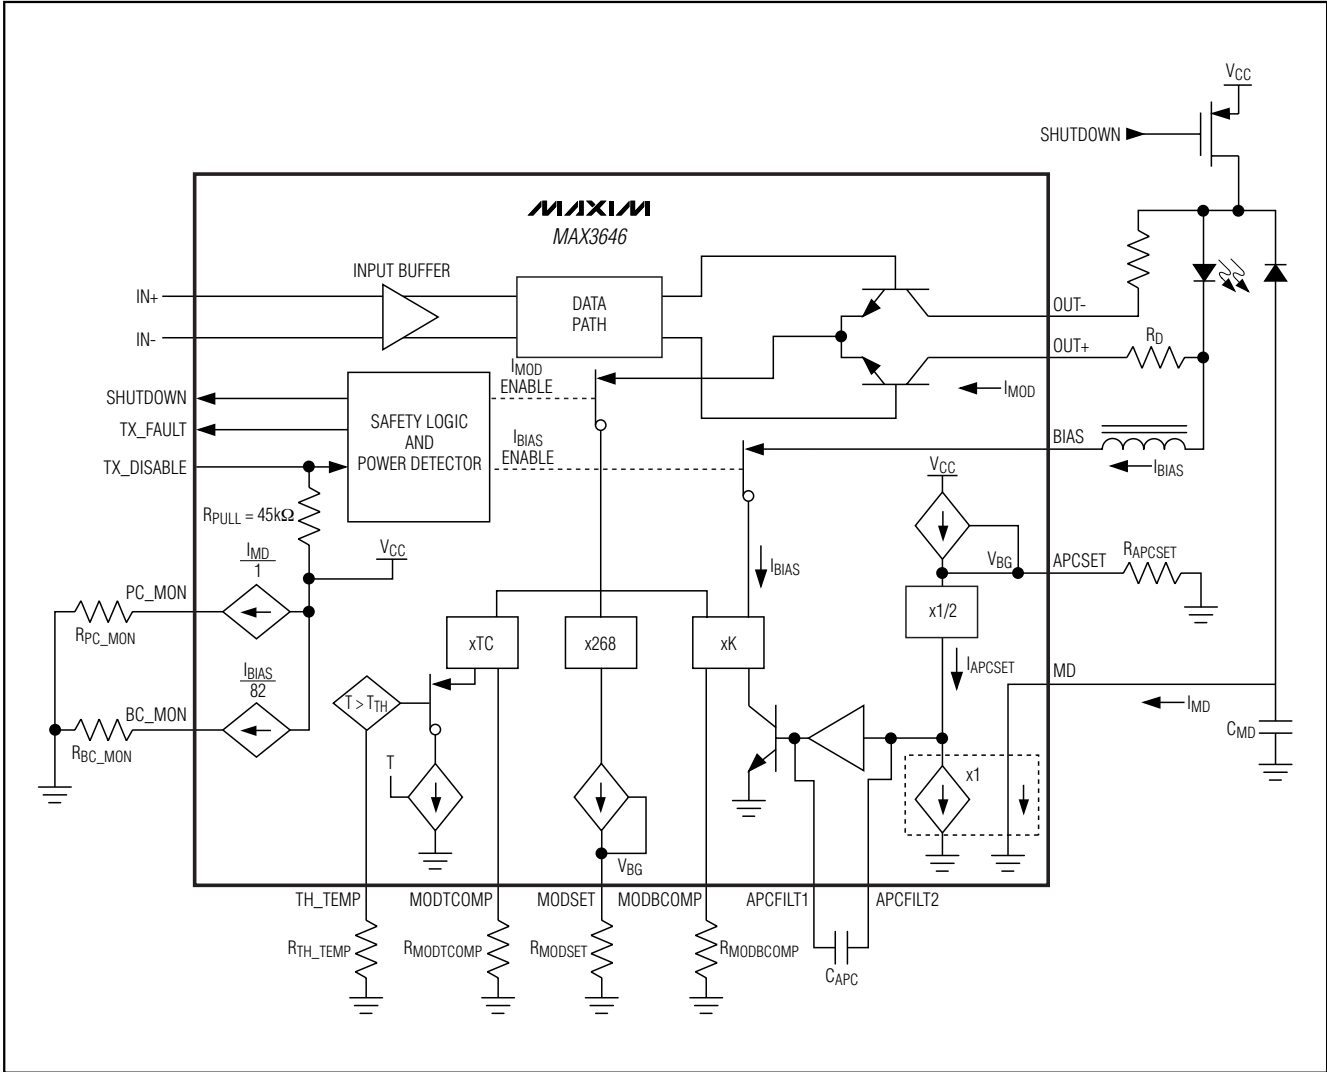 VCC
SHUTDOWN
MAXIM
MAX3646
INPUT BUFFER
IN+
IN-
DATA
PATH
OUT-
OUT+
RD
IMOD
IMOD
ENABLE
SHUTDOWN
TX_FAULT
TX_DISABLE
SAFETY LOGIC
AND
POWER DETECTOR
IBIAS
ENABLE
BIAS
IBIAS
RPULL = 45kΩ
VCC
VCC
IBIAS
VBG
APCSET
RAPCSET
IMD
1
PC_MON
RPC_MON
x1/2
xTC
x268
xK
IAPCSET
MD
IMD
IBIAS
82
BC_MON
RBC_MON
T > TTH
T
CMD
x1
VBG
TH_TEMP
MODTCOMP
MODSET
MODBCOMP
APCFILT1
APCFILT2
RTH_TEMP
RMODTCOMP
RMODSET
RMODBCOMP
CAPC